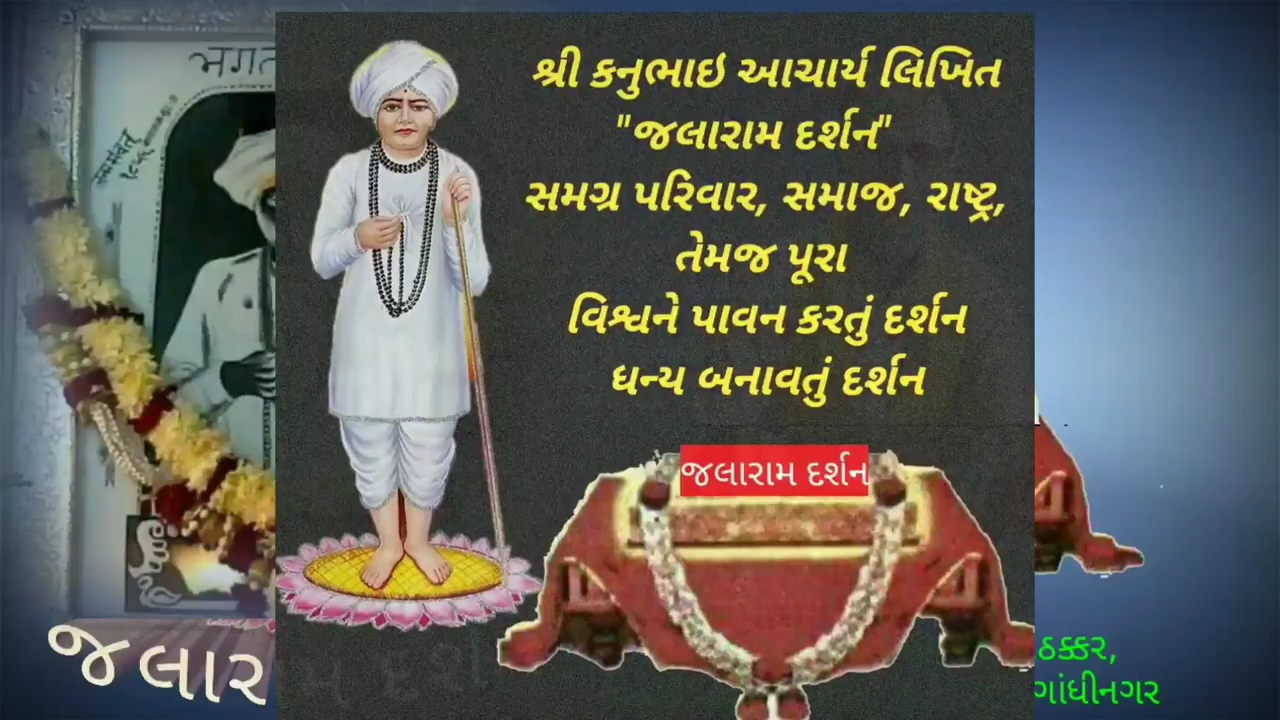 શ્રી કનુભાઇ આચાર્ય લિખિત
"જલારામ દર્શન"
સમગ્ર પરિવાર, સમાજ, રાષ્ટ્ર,
તેમજ પૂરા
વિશ્વને પાવન કરતું દર્શન
ધન્ય બનાવતું દર્શન
જલારામ દર્શન
ઠક્કર,
ગાંધીનગર